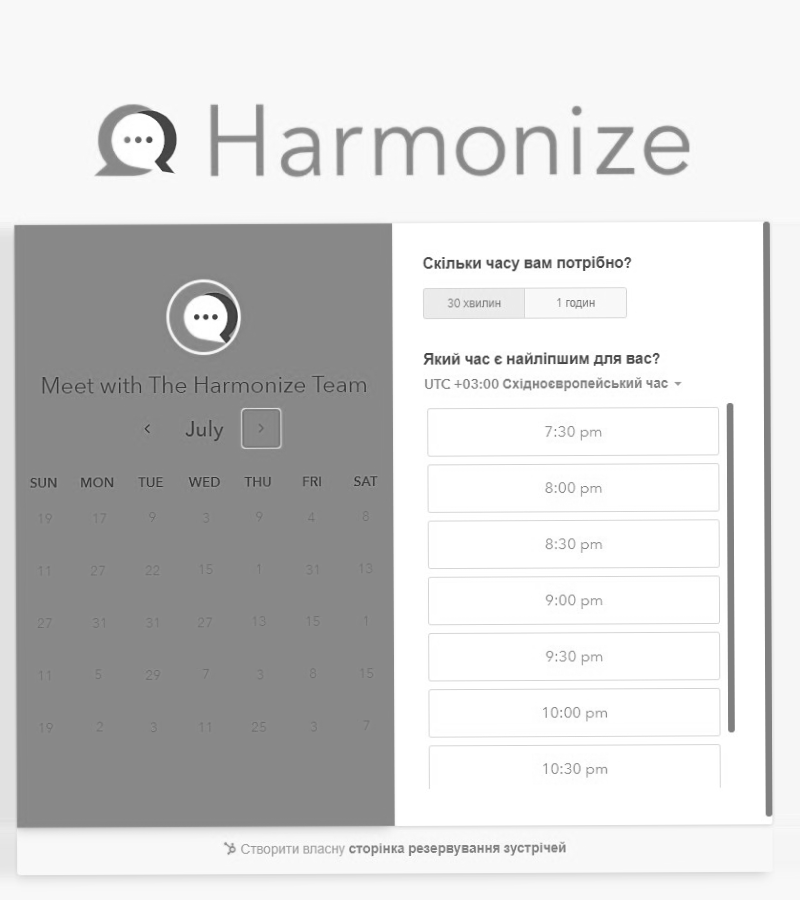 Harmonize
Meet with The Harmonize Team
July
SUN MON TUE WED THU FRI SAT
19 17 9 3 9 4 8
11 27 22 15 1 31 13
27 31 31 27 13 15 1
11 5 29 7 3 8 15
19 2 3 11 25 3 7
Скільки часу вам потрібно?
30 хвилин 1 годин
Який час є найліпшим для вас?
UTC +03:00 Східноєвропейський час
7:30 pm
8:00 pm
8:30 pm
9:00 pm
9:30 pm
10:00 pm
10:30 pm
Створити власну сторінка резервування зустрічей